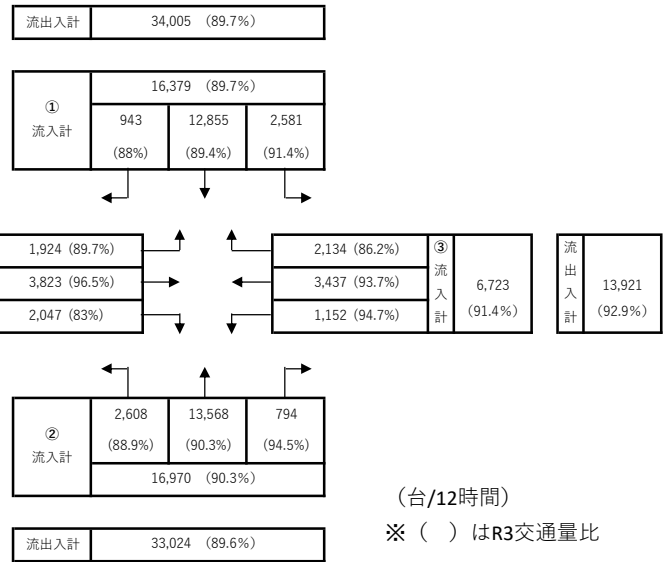 流出入計 34,005 （89.7%）
16,379 （89.7%）
①
流入計
943 12,855 2,581
(88%) (89.4%) (91.4%)
1,924 (89.7%)
3,823 (96.5%)
2,047 (83%)
2,134 (86.2%)
3,437 (93.7%)
1,152 (94.7%)
③
流
入
計
6,723
(91.4%)
流
出
入
計
13,921
(92.9%)
②
流入計
2,608 13,568 794
(88.9%) (90.3%) (94.5%)
16,970 （90.3%）
流出入計 33,024 （89.6%）
（台/12時間）
※（　）はR3交通量比